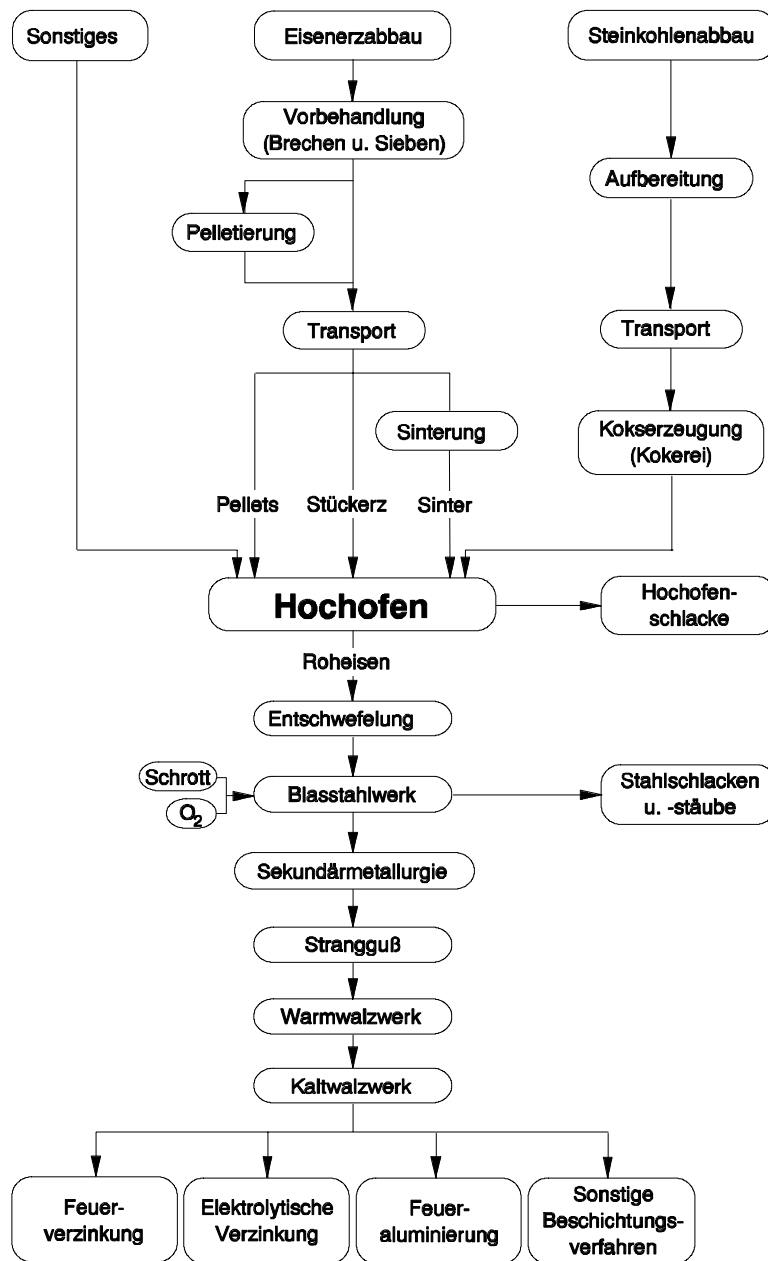 Sonstiges
Eisenerzabbau
Steinkohlenabbau
Vorbehandlung
(Brechen u. Sieben)
Aufbereitung
Pelletierung
Transport
Transport
Sinterung
Kokserzeugung
(Kokerei)
Pellets
Stückerz
Sinter
Hochofen
Hochofen-
schlacke
Roheisen
Entschwefelung
Schrott
O₂
Blasstahlwerk
Stahlschlacken
u. -stäube
Sekundärmetallurgie
Strangguß
Warmwalzwerk
Kaltwalzwerk
Feuer-
verzinkung
Elektrolytische
Verzinkung
Feuer-
aluminierung
Sonstige
Beschichtungs-
verfahren